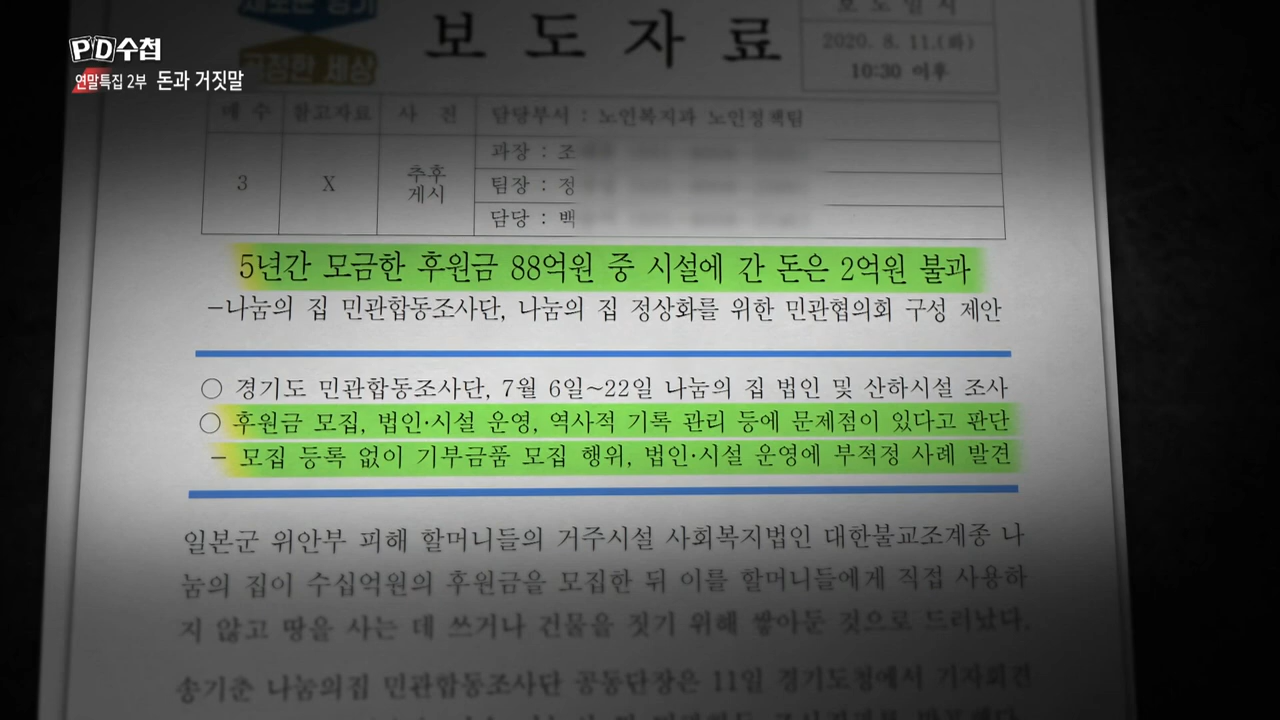 PD수첩
연말특집 2부 돈과 거짓말
새로운 경기
공정한 세상
보 도 자 료
보 도 일 시
2020. 8. 11.(화)
10:30 이후
매 수 참고자료 사 전 담당부서 : 노인복지과 노인정책팀
3 X 추후 게시
과장 : 조
팀장 : 정
담당 : 백
5년간 모금한 후원금 88억원 중 시설에 간 돈은 2억원 불과
-나눔의 집 민관합동조사단, 나눔의 집 정상화를 위한 민관협의회 구성 제안
○ 경기도 민관합동조사단, 7월 6일~22일 나눔의 집 법인 및 산하시설 조사
○ 후원금 모집, 법인·시설 운영, 역사적 기록 관리 등에 문제점이 있다고 판단
- 모집 등록 없이 기부금품 모집 행위, 법인·시설 운영에 부적정 사례 발견
일본군 위안부 피해 할머니들의 거주시설 사회복지법인 대한불교조계종 나
눔의 집이 수십억원의 후원금을 모집한 뒤 이를 할머니들에게 직접 사용하
지 않고 땅을 사는 데 쓰거나 건물을 짓기 위해 쌓아둔 것으로 드러났다.
송기춘 나눔의집 민관합동조사단 공동단장은 11일 경기도청에서 기자회견